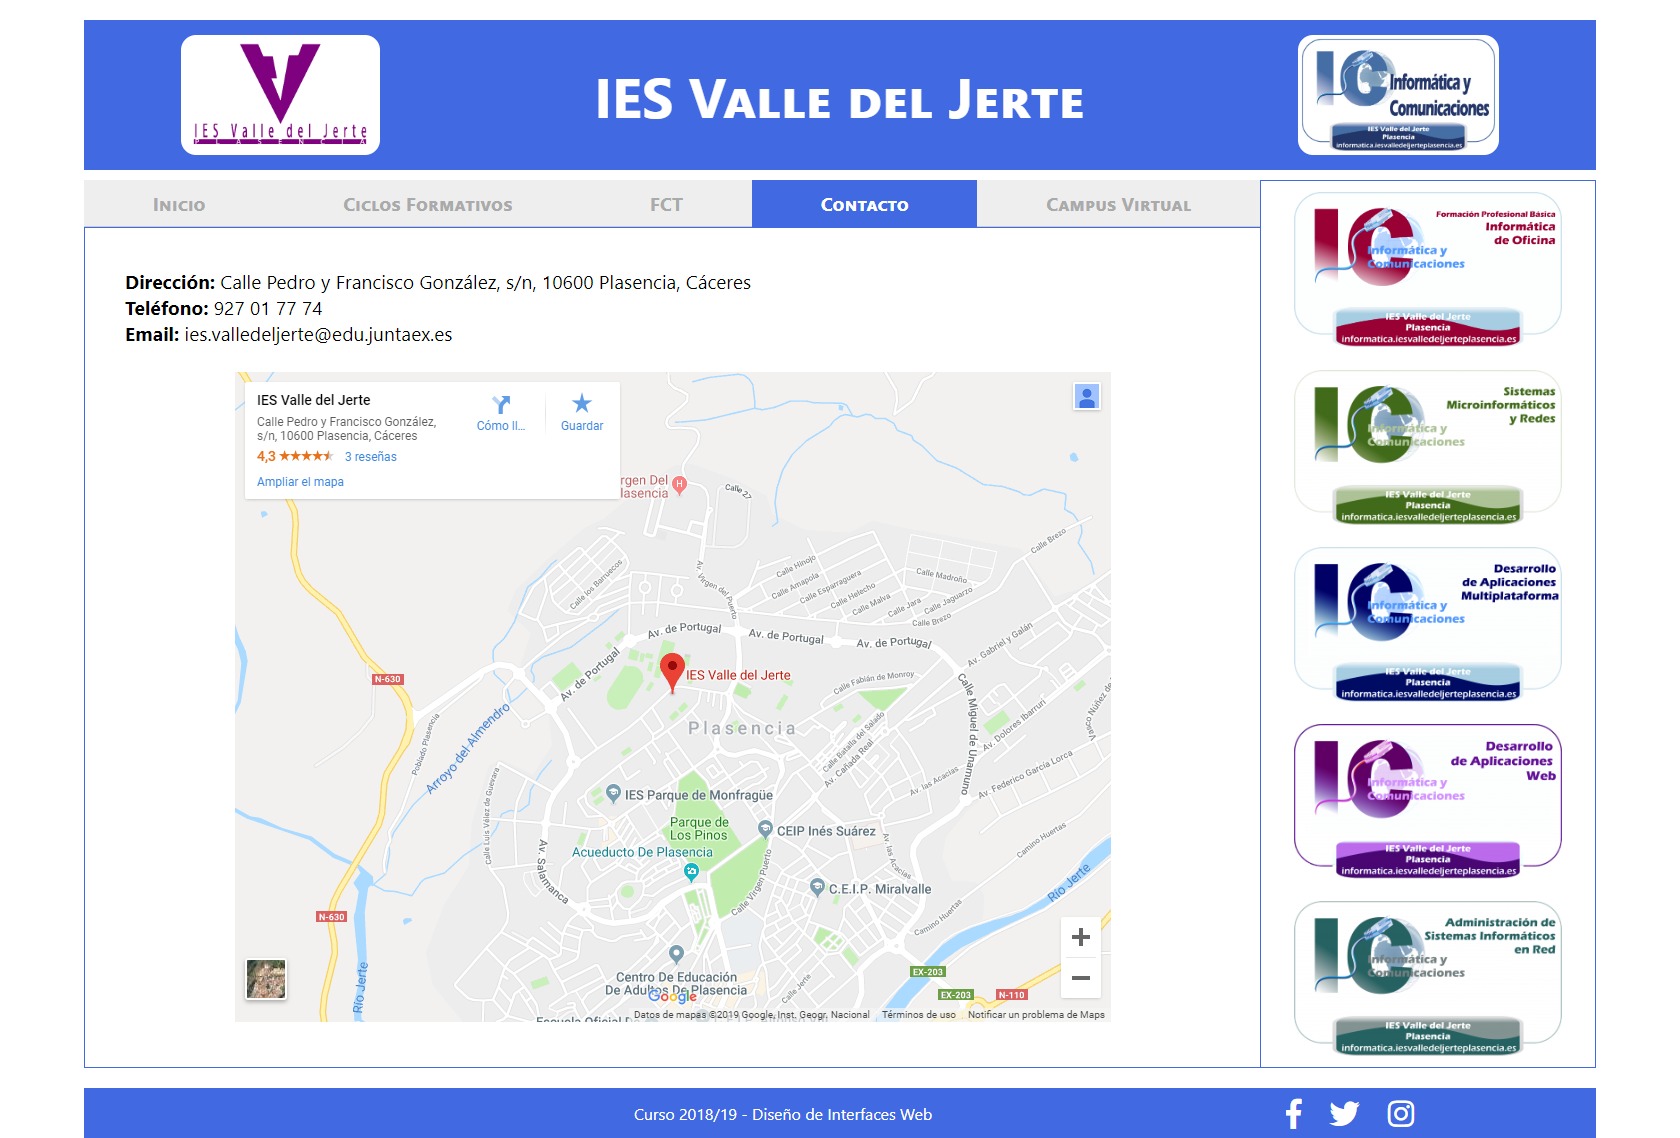 IES Valle del Jerte
PLASENCIA
IES Valle del Jerte
Informática y
Comunicaciones
IES Valle del Jerte
Plasencia
informatica.iesvalledeljerteplasencia.es
Inicio
Ciclos Formativos
FCT
Contacto
Campus Virtual
Dirección: Calle Pedro y Francisco González, s/n, 10600 Plasencia, Cáceres
Teléfono: 927 01 77 74
Email: ies.valledeljerte@edu.juntaex.es
IES Valle del Jerte
Calle Pedro y Francisco González,
s/n, 10600 Plasencia, Cáceres
4,3
3 reseñas
Ampliar el mapa
Cómo ll...
Guardar
rgen Del
lasencia
H
Calle 27
Calle Brezo
Calle los Barruecos
Av. Virgen del Puerto
Calle Hinojo
Calle Amapola
Calle Esparraguera
Calle Helecho
Calle Malva
Calle Jara
Calle Madroño
Calle Jaguarzo
Calle Brezo
Av. de Portugal
Av. de Portugal
Av. de Portugal
Av. de Portugal
Av. Gabriel y Galán
N-630
IES Valle del Jerte
Calle Fabián de Monroy
Calle Miguel de Unamuno
Av. Dolores Ibarruri
Vasco Núñez de
Plasencia
Poblado Plasencia
Arroyo del Almendro
Calle Batalla del Salado
Av. Cañada Real
Av. las Acacias
Av. Federico García Lorca
Calle Luis Vélez de Guevara
IES Parque de Monfragüe
Parque de
Los Pinos
CEIP Inés Suárez
Acueducto De Plasencia
Av. las Acacias
Camino Huertas
Av. Salamanca
Calle Virgen Puerto
C.E.I.P. Miralvalle
Río Jerte
N-630
Camino Huertas
Río Jerte
Centro De Educación
De Adultos De Plasencia
Calle Jerte
EX-203
EX-203
N-110
Google
Escuela Oficial D
Datos de mapas ©2019 Google, Inst. Geogr. Nacional
Términos de uso
Notificar un problema de Maps
Formación Profesional Básica
Informática
de Oficina
Informática y
Comunicaciones
IES Valle del Jerte
Plasencia
informatica.iesvalledeljerteplasencia.es
Sistemas
Microinformáticos
y Redes
Informática y
Comunicaciones
IES Valle del Jerte
Plasencia
informatica.iesvalledeljerteplasencia.es
Desarrollo
de Aplicaciones
Multiplataforma
Informática y
Comunicaciones
IES Valle del Jerte
Plasencia
informatica.iesvalledeljerteplasencia.es
Desarrollo
de Aplicaciones
Web
Informática y
Comunicaciones
IES Valle del Jerte
Plasencia
informatica.iesvalledeljerteplasencia.es
Administración de
Sistemas Informáticos
en Red
Informática y
Comunicaciones
IES Valle del Jerte
Plasencia
informatica.iesvalledeljerteplasencia.es
Curso 2018/19 - Diseño de Interfaces Web